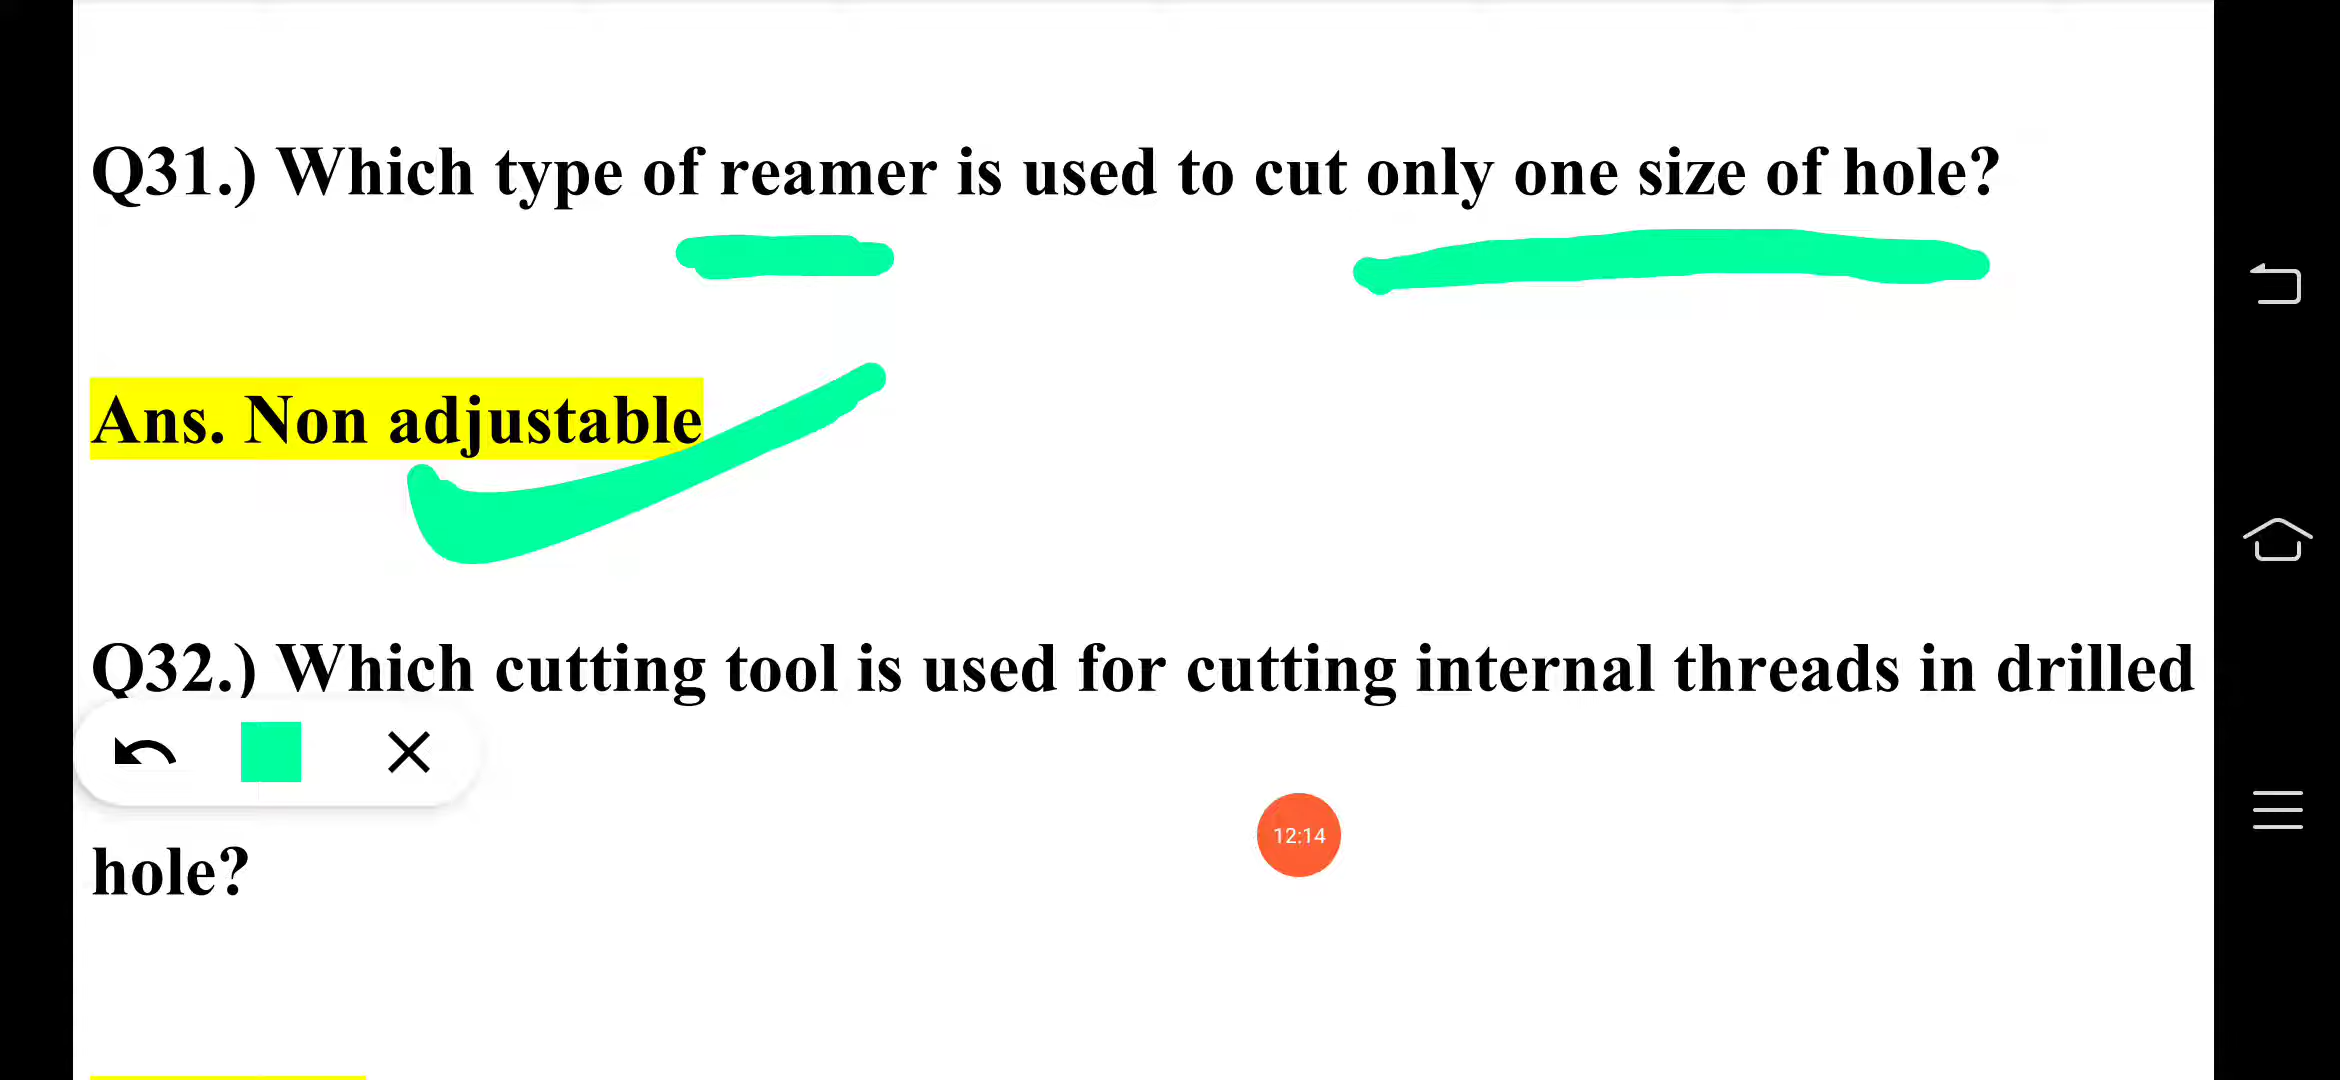 Q31.) Which type of reamer is used to cut only one size of hole?
Ans. Non adjustable
Q32.) Which cutting tool is used for cutting internal threads in drilled
hole?
12:14